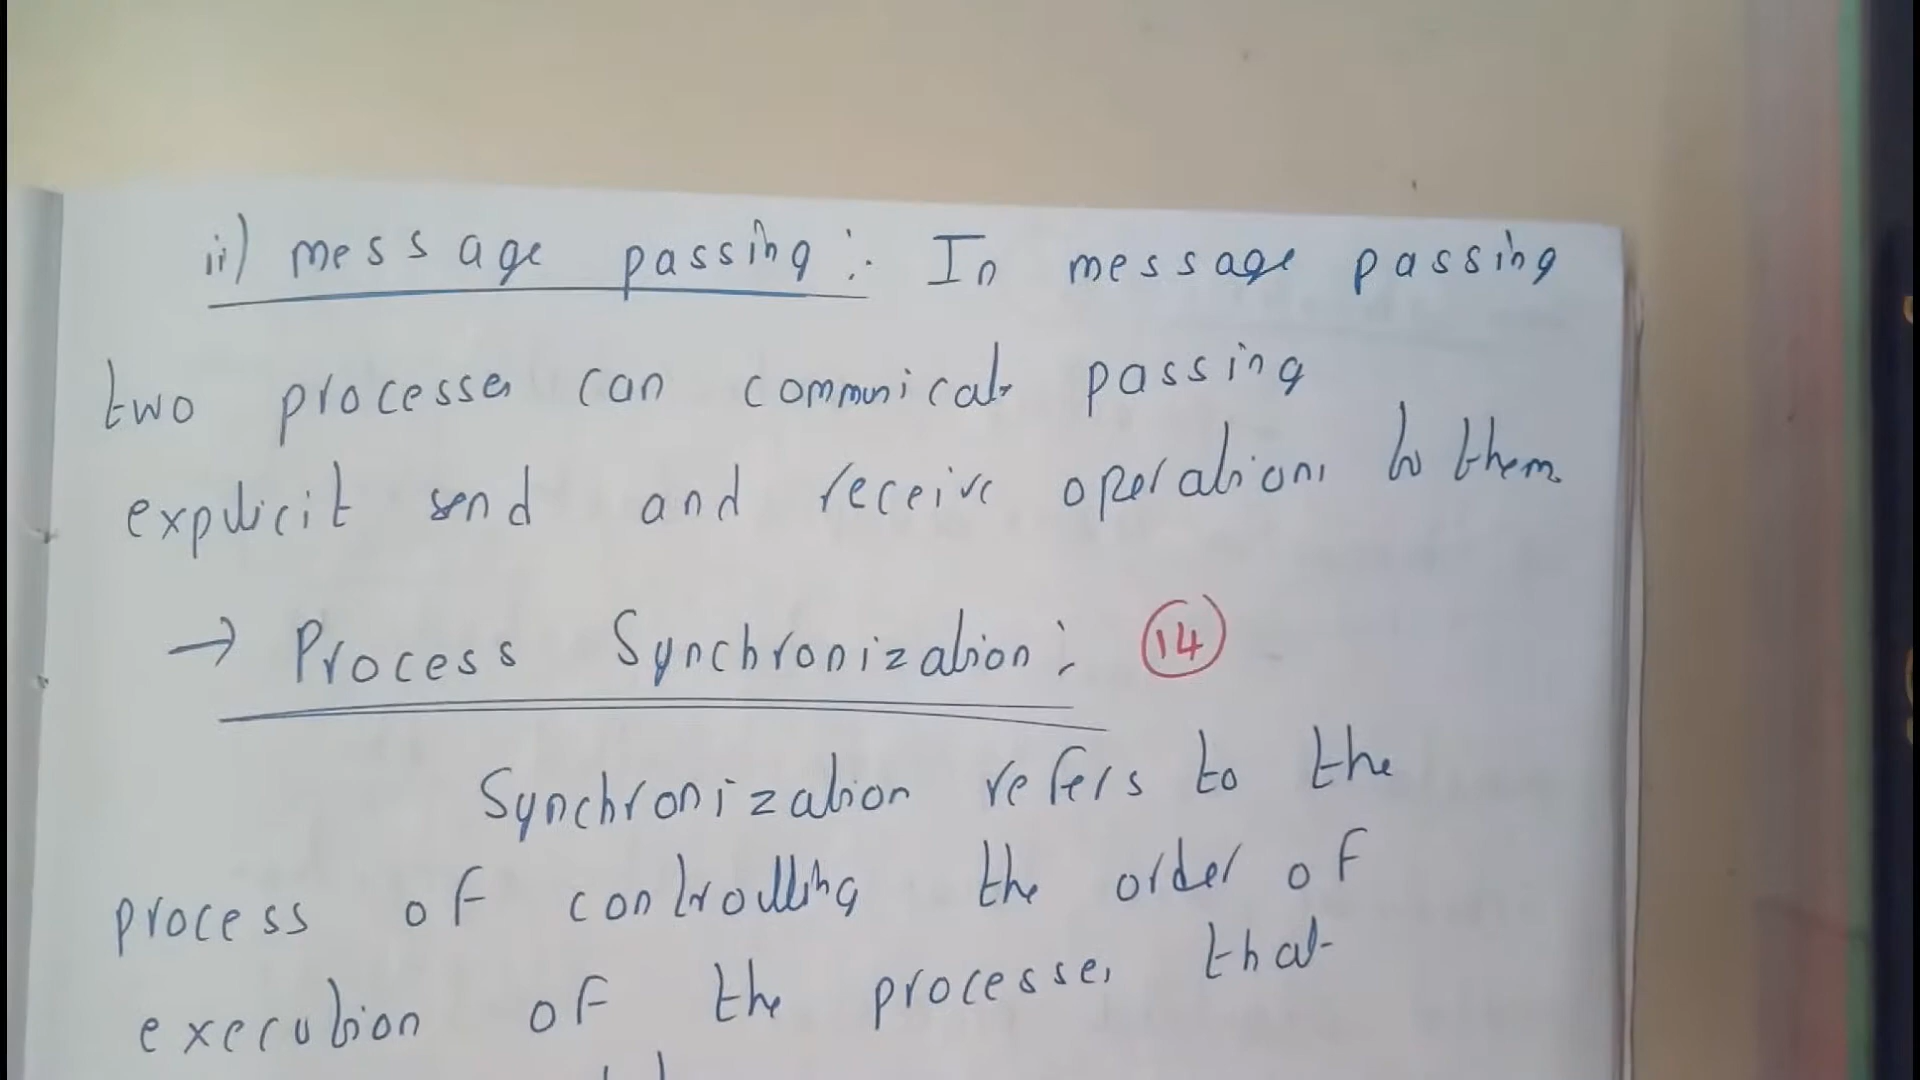 ii) message passing :- In message passing
two processes can communicate passing
explicit send and receive operations to them
→ Process Synchronization :- 14
Synchronization refers to the
process of controlling the order of
execution of the processes that